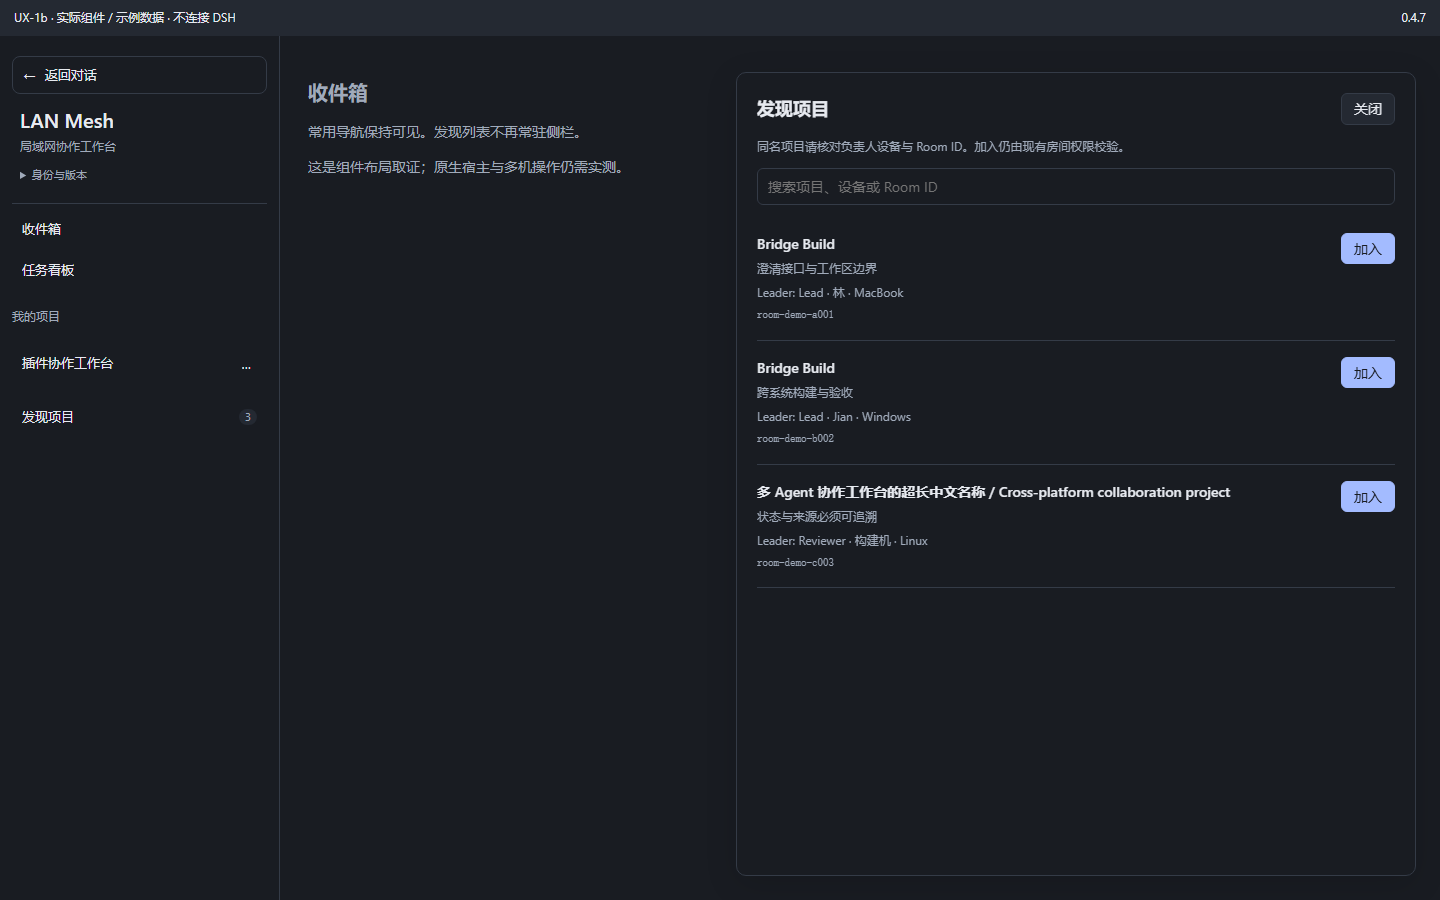 UX-1b · 实际组件 / 示例数据 · 不连接 DSH
0.4.7
← 返回对话
LAN Mesh
局域网协作工作台
▶ 身份与版本
收件箱
任务看板
我的项目
插件协作工作台 ...
发现项目 3
收件箱
常用导航保持可见。发现列表不再常驻侧栏。
这是组件布局取证；原生宿主与多机操作仍需实测。
发现项目
关闭
同名项目请核对负责人设备与 Room ID。加入仍由现有房间权限校验。
搜索项目、设备或 Room ID
Bridge Build
加入
澄清接口与工作区边界
Leader: Lead · 林 · MacBook
room-demo-a001
Bridge Build
加入
跨系统构建与验收
Leader: Lead · Jian · Windows
room-demo-b002
多 Agent 协作工作台的超长中文名称 / Cross-platform collaboration project
加入
状态与来源必须可追溯
Leader: Reviewer · 构建机 · Linux
room-demo-c003